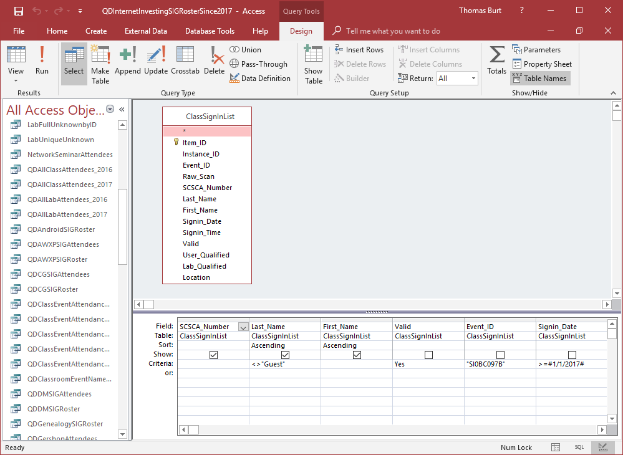 QDInternetInvestingSIGRosterSince2017 - Access
Query Tools
Thomas Burt
File Home Create External Data Database Tools Help Design Tell me what you want to do
View Run Select Make Table Append Update Crosstab Delete
Union
Pass-Through
Data Definition
Show Table
Insert Rows
Delete Rows
Builder
Insert Columns
Delete Columns
Return: All
Totals
Parameters
Property Sheet
Table Names
Results Query Type Query Setup Show/Hide
All Access Obje...
LabFullUnknownbyID
LabUniqueUnknown
NetworkSeminarAttendees
QDAllClassAttendees_2016
QDAllClassAttendees_2017
QDAllLabAttendees_2016
QDAllLabAttendees_2017
QDAndroidSIGRoster
QDAWXPSIGAttendees
QDAWXPSIGRoster
QDCGSIGAttendees
QDCGSIGRoster
QDClassEventAttendanc...
QDClassEventAttendanc...
QDClassEventAttendanc...
QDClassEventAttendanc...
QDClassEventAttendanc...
QDClassroomEventName...
QDDMSIGAttendees
QDDMSIGRoster
QDGenealogySIGRoster
QDGershonAttendees
ClassSignInList
*
Item_ID
Instance_ID
Event_ID
Raw_Scan
SCSCA_Number
Last_Name
First_Name
Signin_Date
Signin_Time
Valid
User_Qualified
Lab_Qualified
Location
Field: SCSCA_Number Last_Name First_Name Valid Event_ID Signin_Date
Table: ClassSignInList ClassSignInList ClassSignInList ClassSignInList ClassSignInList ClassSignInList
Sort: Ascending Ascending
Show:
Criteria: <>"Guest" Yes "SI0BC097B" >=#1/1/2017#
or:
Ready
Num Lock
SQL